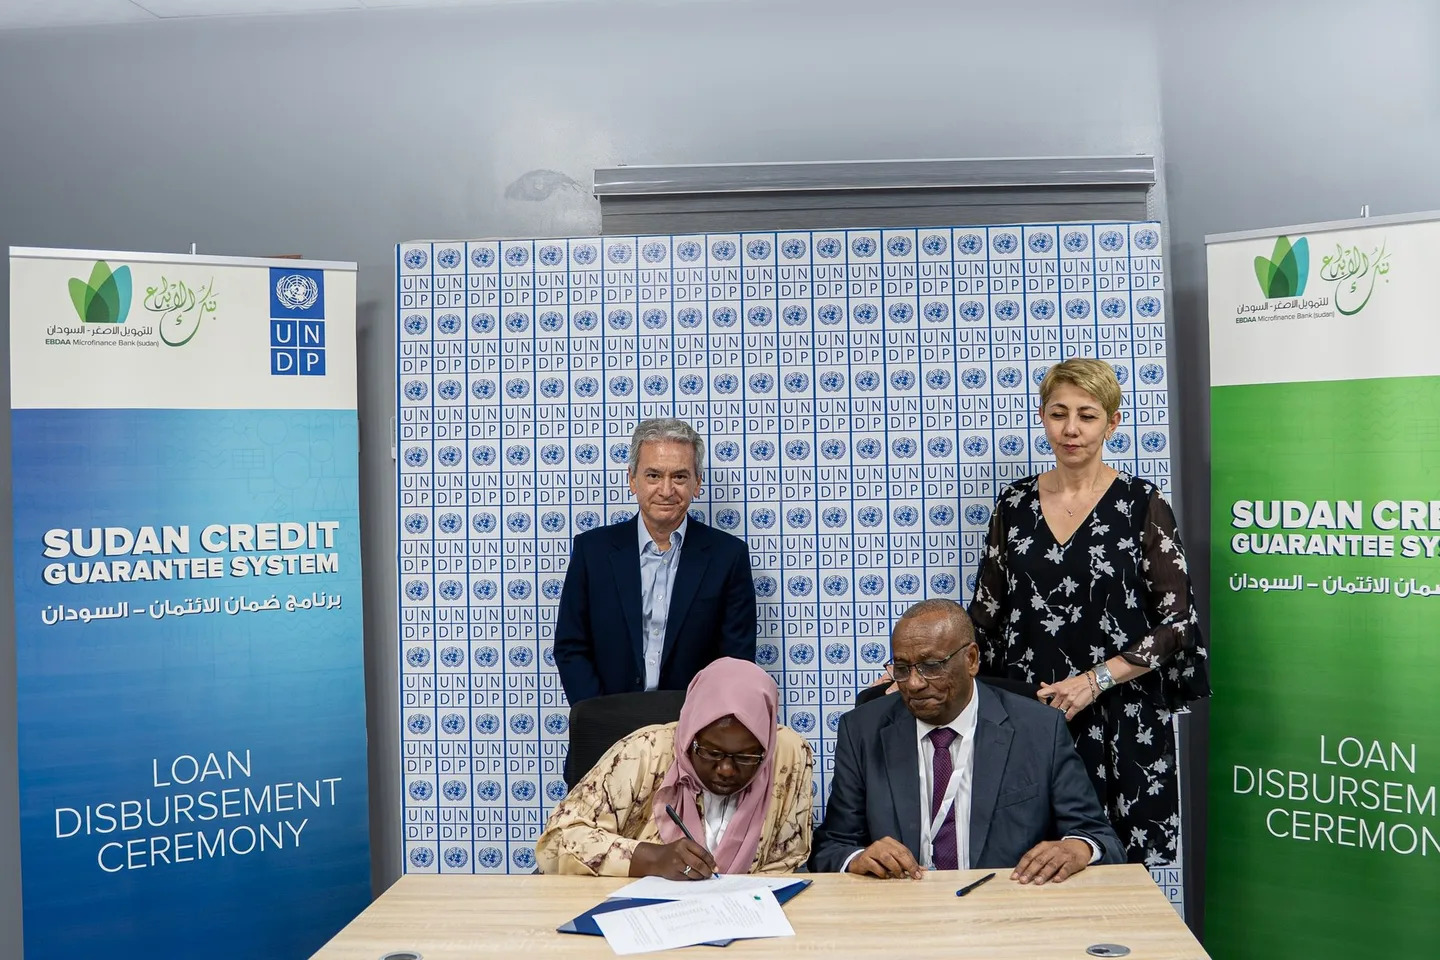 بنك الإبداع
للتمويل الأصغر - السودان
EBDAA Microfinance Bank (sudan)
UN
DP
SUDAN CREDIT
GUARANTEE SYSTEM
برنامج ضمان الائتمان - السودان
LOAN
DISBURSEMENT
CEREMONY
UN
DP
بنك الإبداع
للتمويل الأصغر - السودان
EBDAA Microfinance Bank (sudan)
SUDAN CRE
GUARANTEE SY
ضمان الائتمان - السودان
LOAN
DISBURSEM
CEREMON